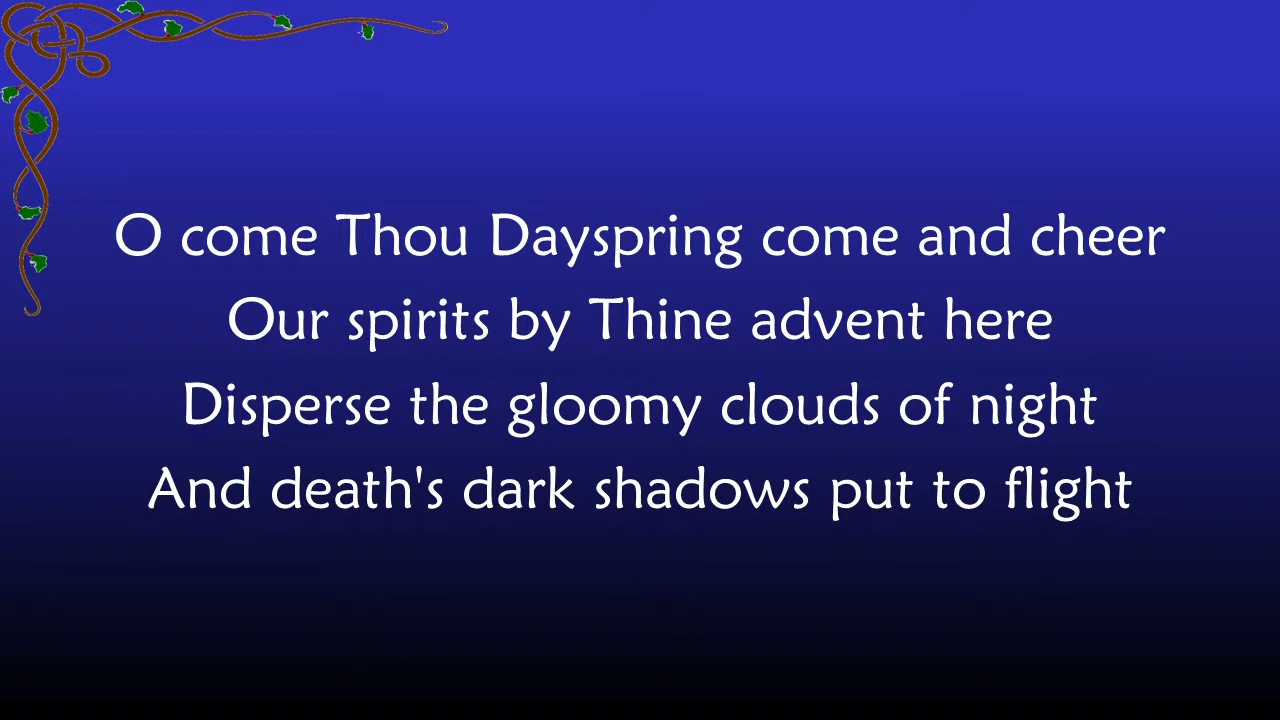 O come Thou Dayspring come and cheer
Our spirits by Thine advent here
Disperse the gloomy clouds of night
And death's dark shadows put to flight